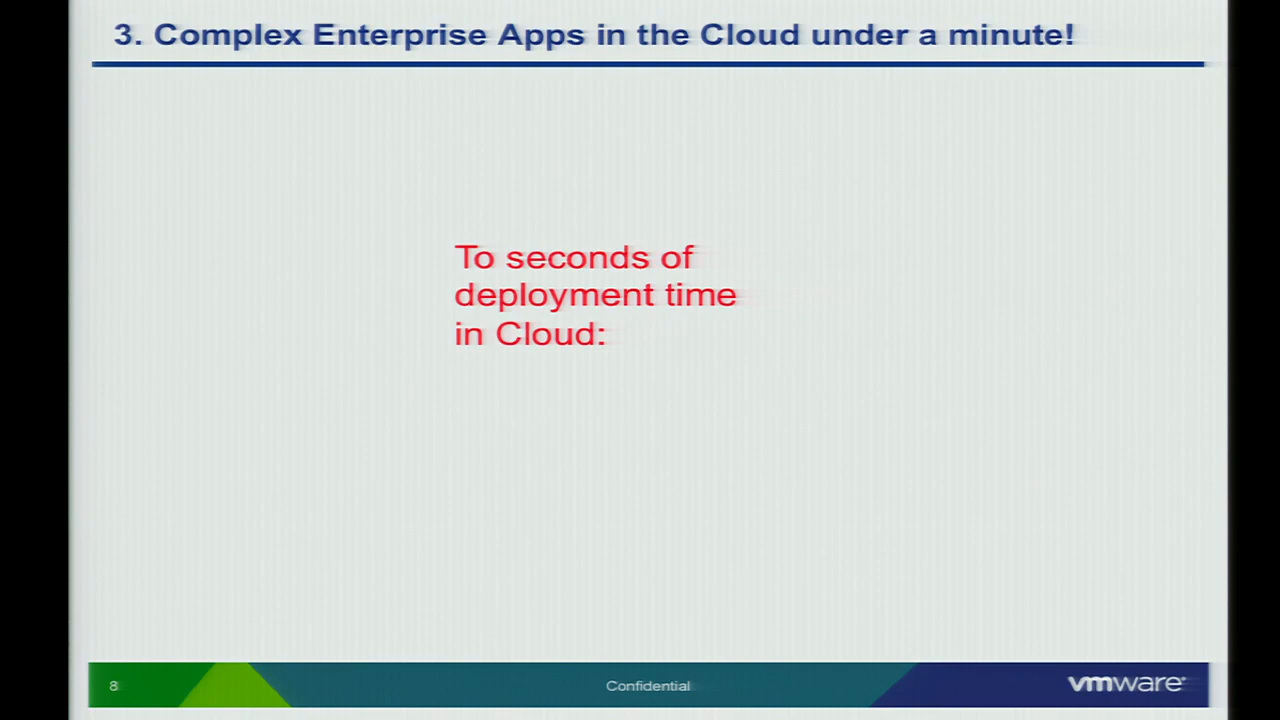 3. Complex Enterprise Apps in the Cloud under a minute!
To seconds of
deployment time
in Cloud:
8
Confidential
vmware